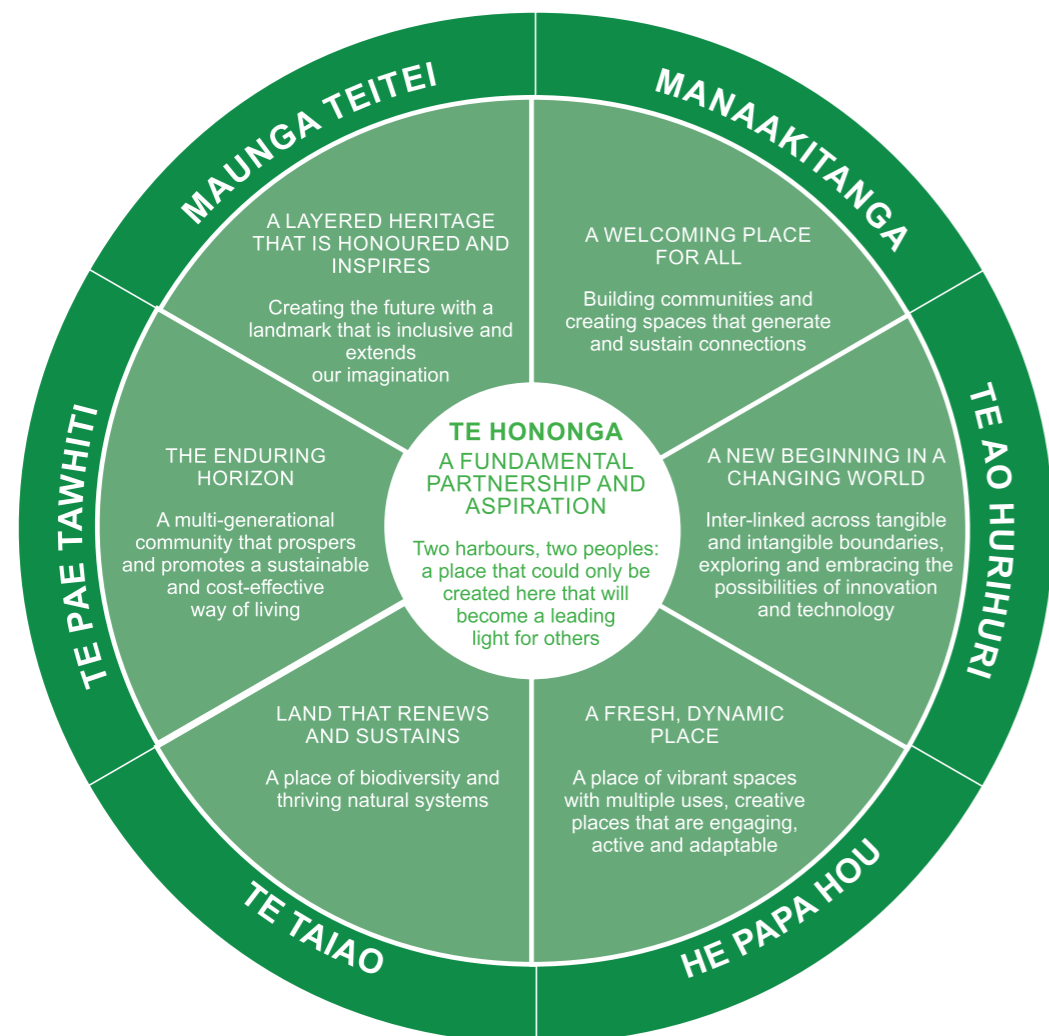 MAUNGA TEITEI
A LAYERED HERITAGE
THAT IS HONOURED AND
INSPIRES
Creating the future with a
landmark that is inclusive and
extends
our imagination
MANAAKITANGA
A WELCOMING PLACE
FOR ALL
Building communities and
creating spaces that generate
and sustain connections
TE AO HURIHURI
A NEW BEGINNING IN A
CHANGING WORLD
Inter-linked across tangible
and intangible boundaries,
exploring and embracing the
possibilities of innovation
and technology
HE PAPA HOU
A FRESH, DYNAMIC
PLACE
A place of vibrant spaces
with multiple uses, creative
places that are engaging,
active and adaptable
TE TAIAO
LAND THAT RENEWS
AND SUSTAINS
A place of biodiversity and
thriving natural systems
TE PAE TAWHITI
THE ENDURING
HORIZON
A multi-generational
community that prospers
and promotes a sustainable
and cost-effective
way of living
TE HONONGA
A FUNDAMENTAL
PARTNERSHIP AND
ASPIRATION
Two harbours, two peoples:
a place that could only be
created here that will
become a leading
light for others